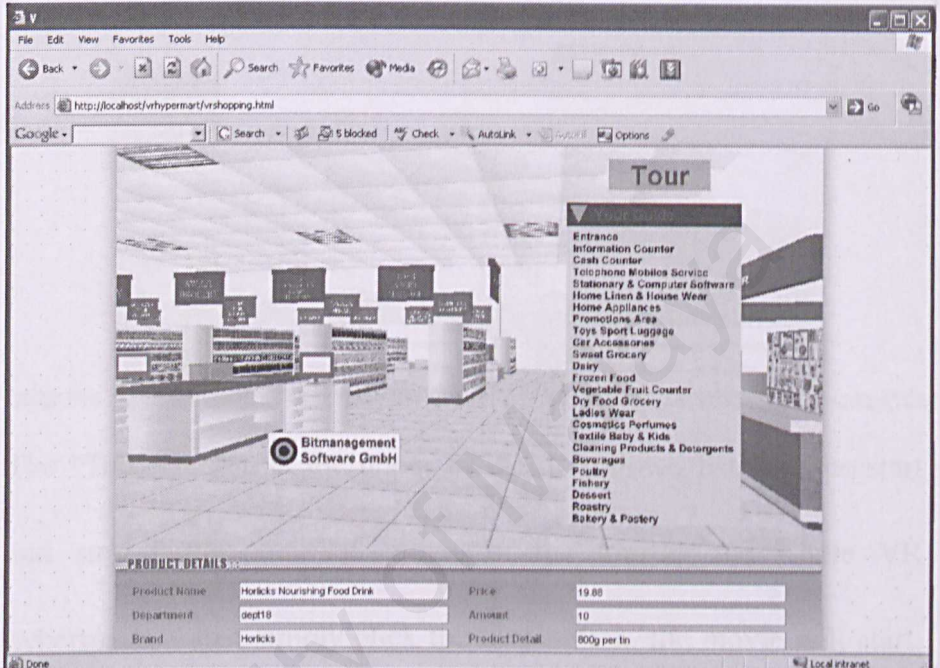 V
File Edit View Favorites Tools Help
Back Search Favorites Media
Address http://localhost/vrhypermart/vrshopping.html Go
Google Search 5 blocked Check AutoLink AutoFill Options
Tour
Your Guide
Entrance
Information Counter
Cash Counter
Telephone Mobiles Service
Stationary & Computer Software
Home Linen & House Wear
Home Appliances
Promotions Area
Toys Sport Luggage
Car Accessories
Sweet Grocery
Dairy
Frozen Food
Vegetable Fruit Counter
Dry Food Grocery
Ladies Wear
Cosmetics Perfumes
Textile Baby & Kids
Cleaning Products & Detergents
Beverages
Poultry
Fishery
Dessert
Roastry
Bakery & Pastery
Bitmanagement
Software GmbH
PRODUCT DETAILS
Product Name Horlicks Nourishing Food Drink Price 19.88
Department dept18 Amount 10
Brand Horlicks Product Detail 800g per tin
Done Local intranet